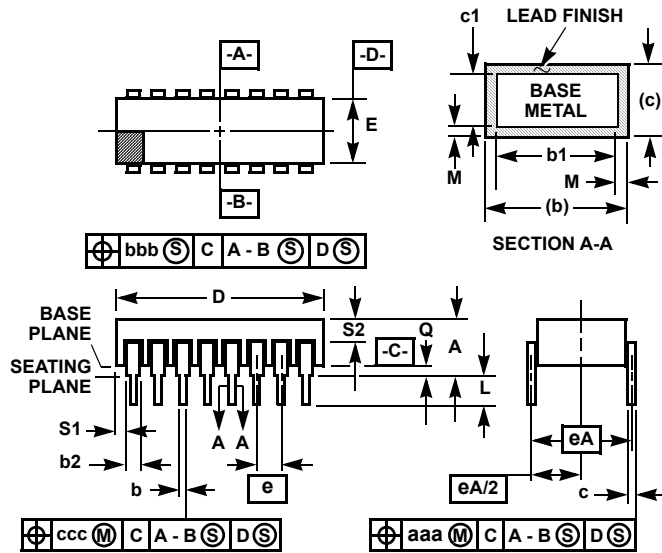 c1
LEAD FINISH
-A-
-D-
BASE
METAL
(c)
E
b1
M
M
-B-
(b)
SECTION A-A
⌖ bbb Ⓢ C A - B Ⓢ D Ⓢ
D
BASE
PLANE
S2
Q
A
-C-
SEATING
PLANE
L
S1
A A
eA
b2
e
eA/2
b
c
⌖ ccc Ⓜ C A - B Ⓢ D Ⓢ
⌖ aaa Ⓜ C A - B Ⓢ D Ⓢ